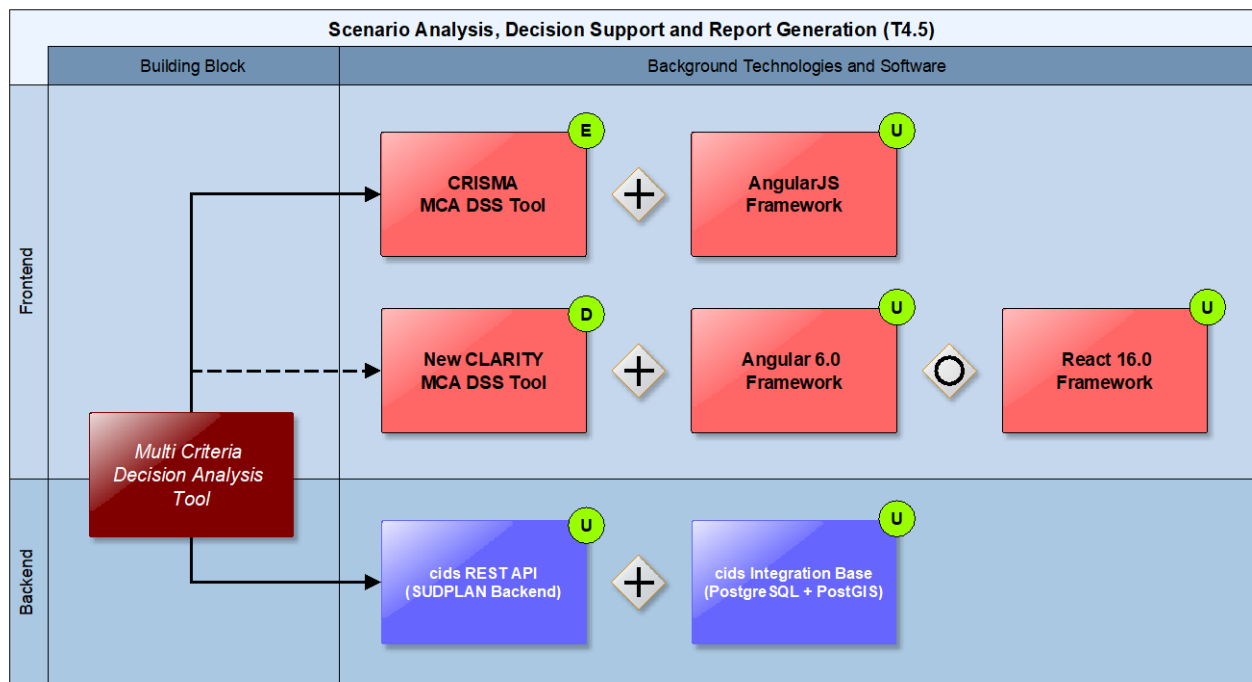 Scenario Analysis, Decision Support and Report Generation (T4.5)
Building Block
Background Technologies and Software
Frontend
E
CRISMA
MCA DSS Tool
U
AngularJS
Framework
D
New CLARITY
MCA DSS Tool
U
Angular 6.0
Framework
U
React 16.0
Framework
Multi Criteria
Decision Analysis
Tool
Backend
U
cids REST API
(SUDPLAN Backend)
U
cids Integration Base
(PostgreSQL + PostGIS)